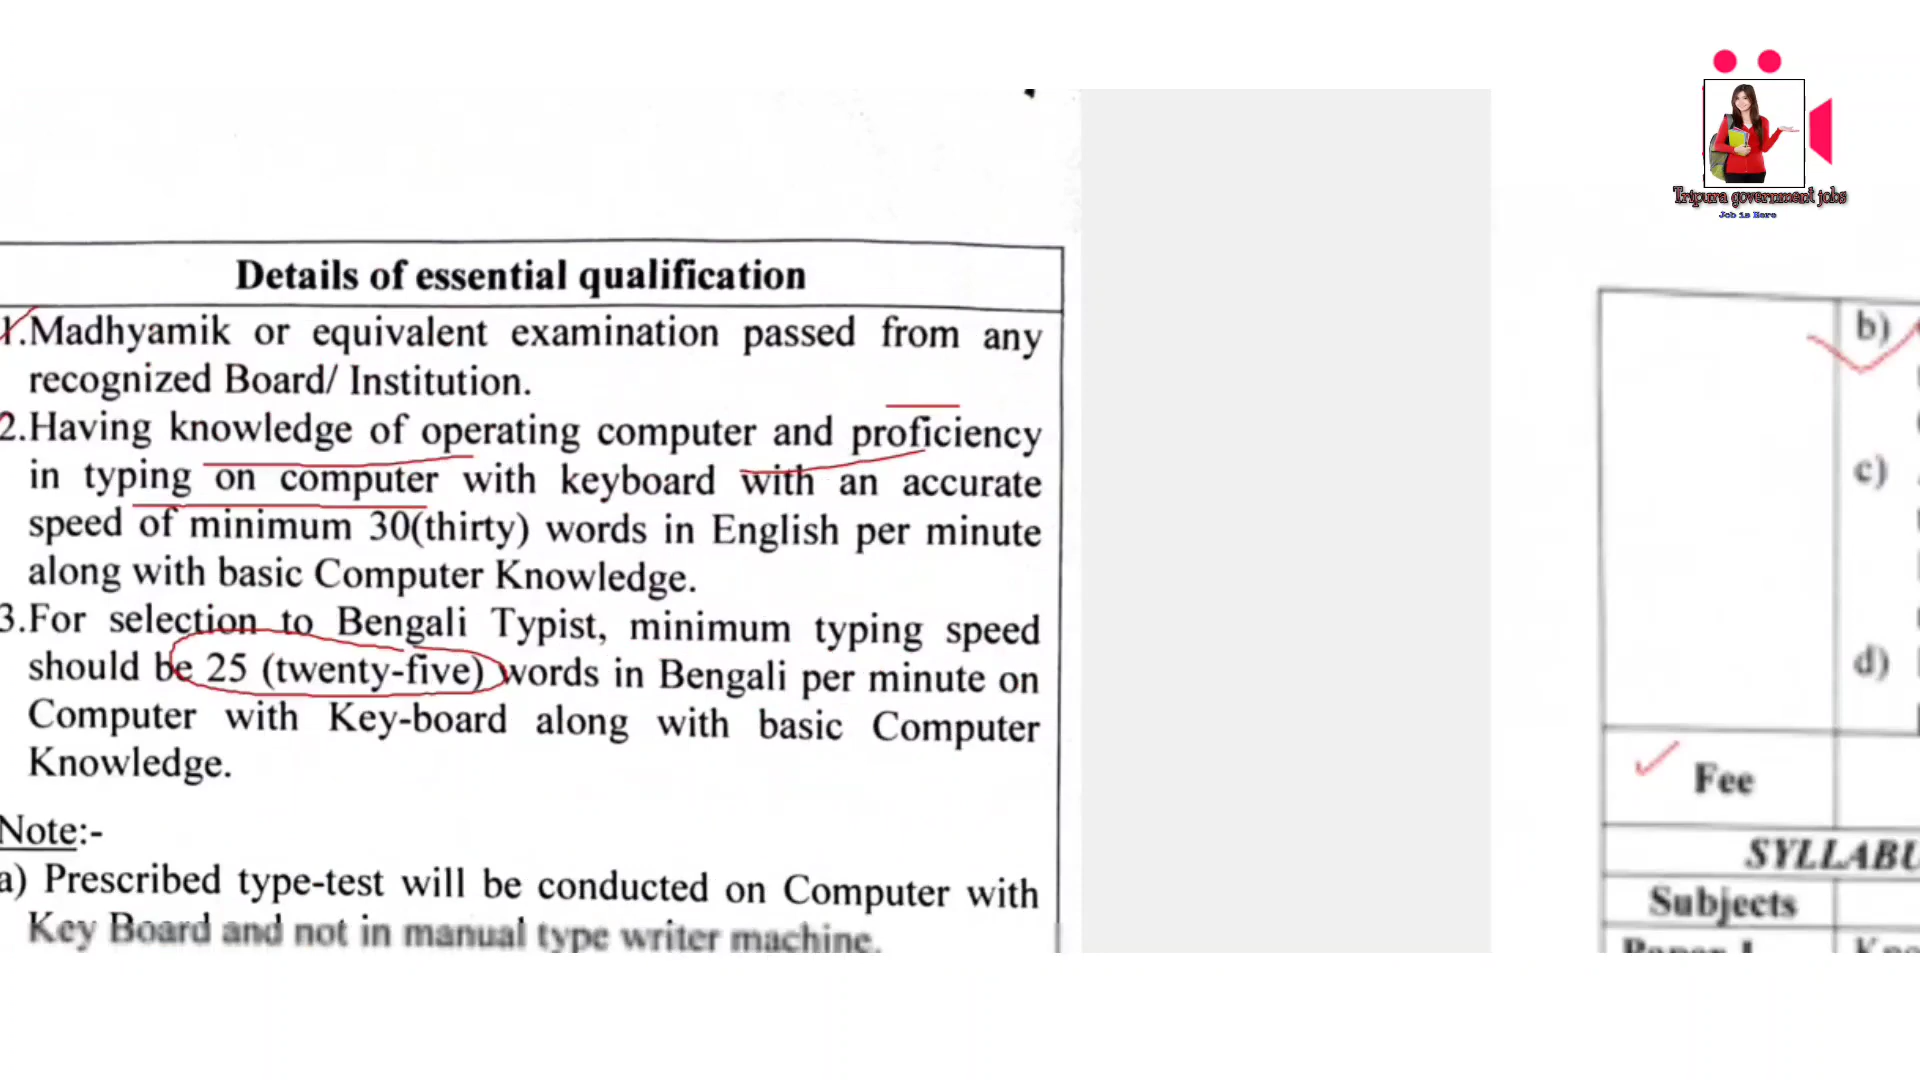 Tripura government jobs
Job is Here
Details of essential qualification
1.Madhyamik or equivalent examination passed from any
recognized Board/ Institution.
2.Having knowledge of operating computer and proficiency
in typing on computer with keyboard with an accurate
speed of minimum 30(thirty) words in English per minute
along with basic Computer Knowledge.
3.For selection to Bengali Typist, minimum typing speed
should be 25 (twenty-five) words in Bengali per minute on
Computer with Key-board along with basic Computer
Knowledge.
Note:-
a) Prescribed type-test will be conducted on Computer with
Key Board and not in manual type writer machine.
b)
c)
d)
Fee
SYLLABU
Subjects
Paper I